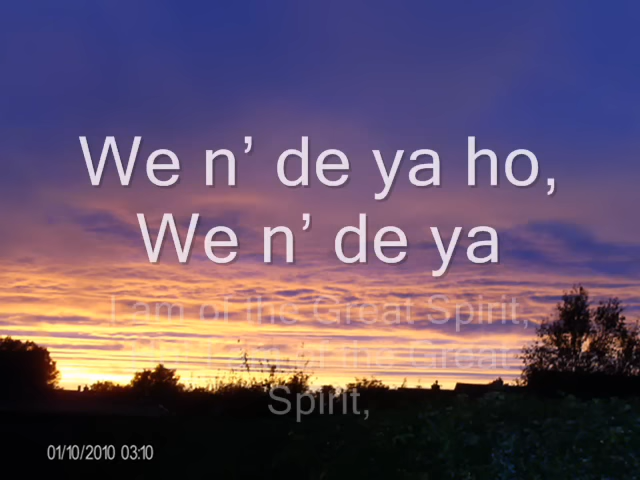 We n’ de ya ho,
We n’ de ya
I am of the Great Spirit,
I am of the Great
Spirit,
01/10/2010 03:10